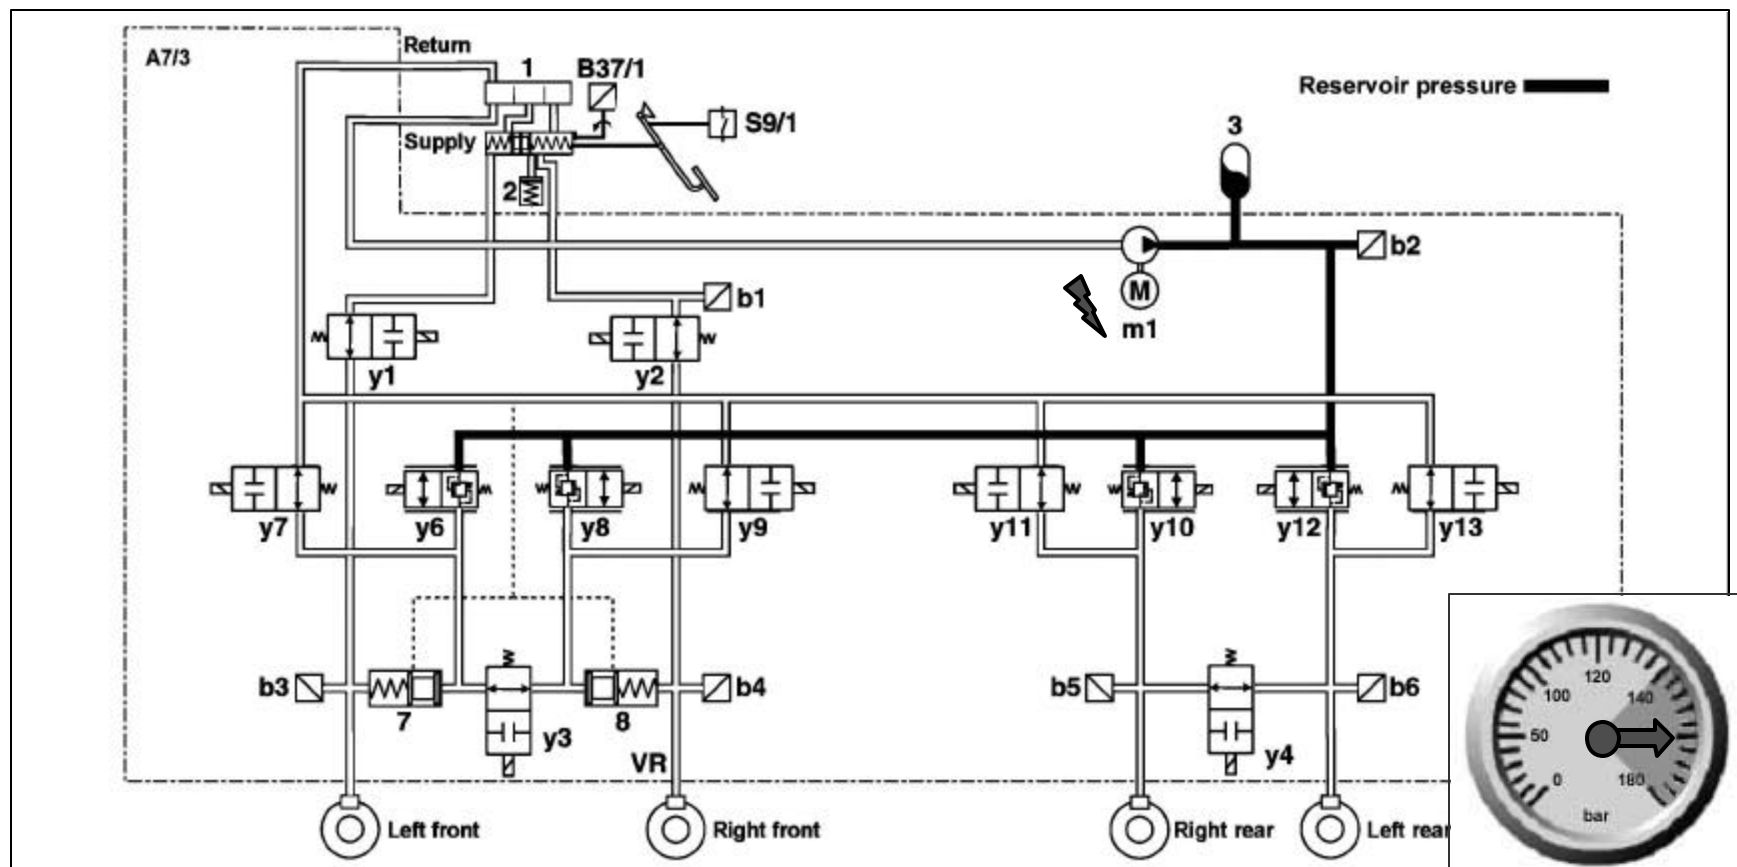 Return
A7/3
1
B37/1
Reservoir pressure
S9/1
3
Supply
2
b2
b1
M
m1
y1
y2
y7
y6
y8
y9
y11
y10
y12
y13
b3
b4
b5
b6
7
8
y3
y4
VR
Left front
Right front
Right rear
Left rear
120
100
140
50
0
180
bar